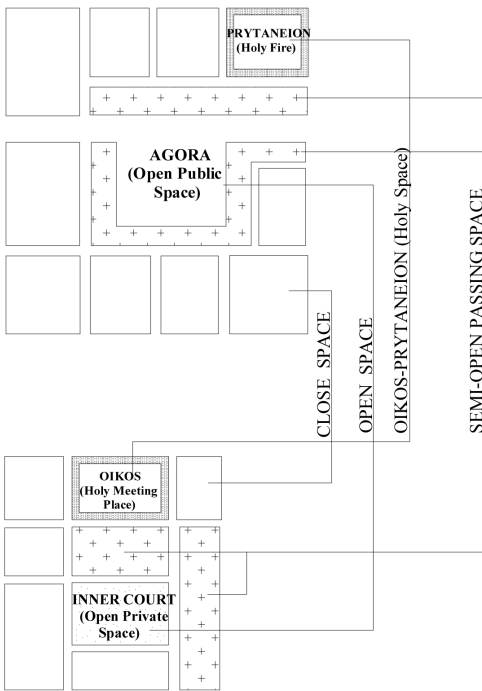 PRYTANEION
(Holy Fire)
AGORA
(Open Public
Space)
CLOSE SPACE
OPEN SPACE
OIKOS-PRYTANEION (Holy Space)
SEMI-OPEN PASSING SPACE
OIKOS
(Holy Meeting
Place)
INNER COURT
(Open Private
Space)